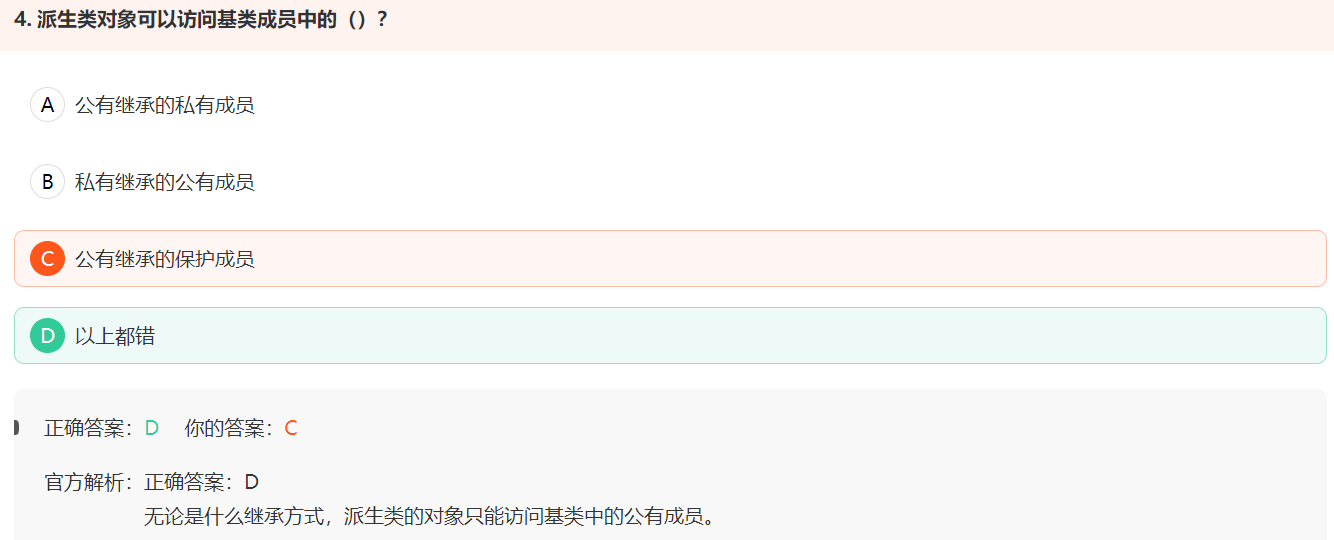 4. 派生类对象可以访问基类成员中的（）？
A 公有继承的私有成员
B 私有继承的公有成员
C 公有继承的保护成员
D 以上都错
正确答案：D 你的答案：C
官方解析：正确答案：D
无论是什么继承方式，派生类的对象只能访问基类中的公有成员。